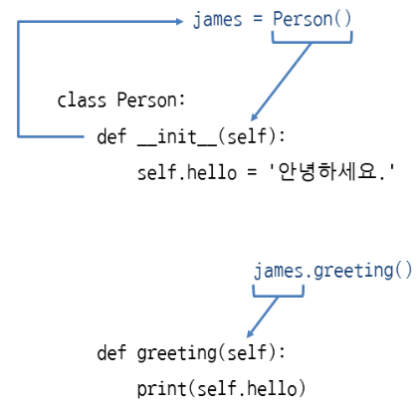 james = Person()
class Person:
def __init__(self):
self.hello = '안녕하세요.'
james.greeting()
def greeting(self):
print(self.hello)